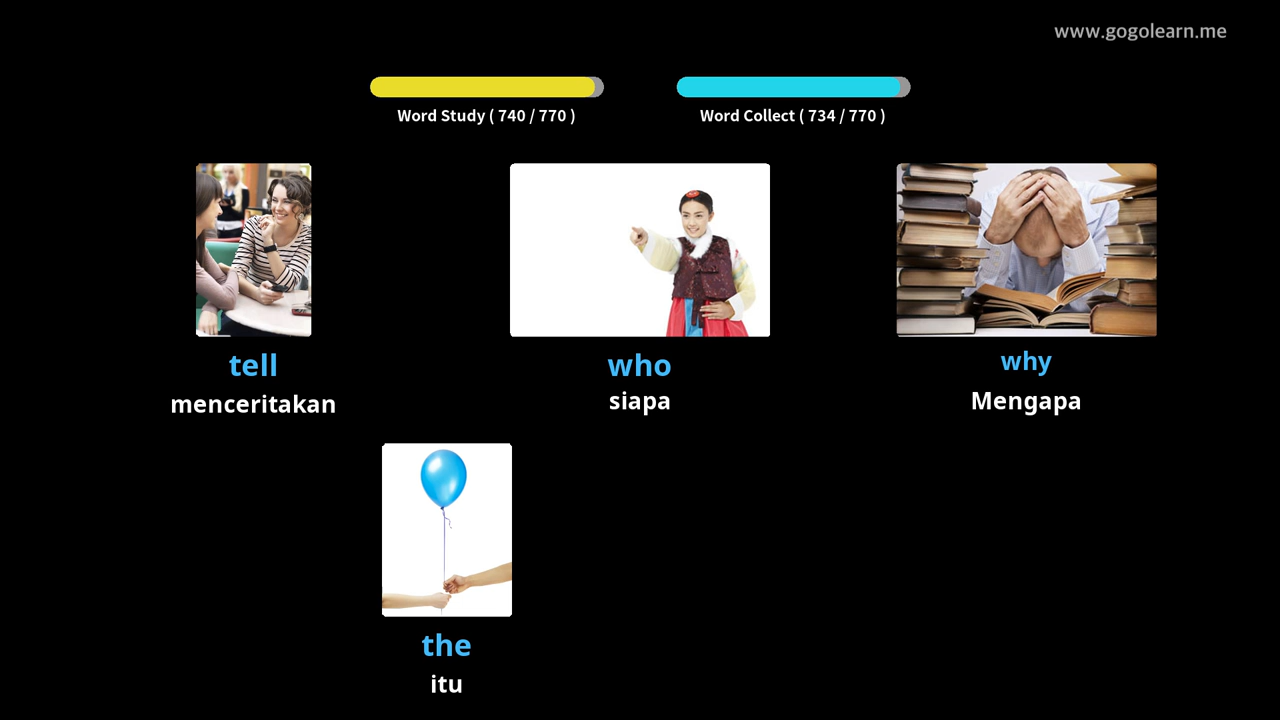 www.gogolearn.me
Word Study ( 740 / 770 )
Word Collect ( 734 / 770 )
tell
menceritakan
who
siapa
why
Mengapa
the
itu